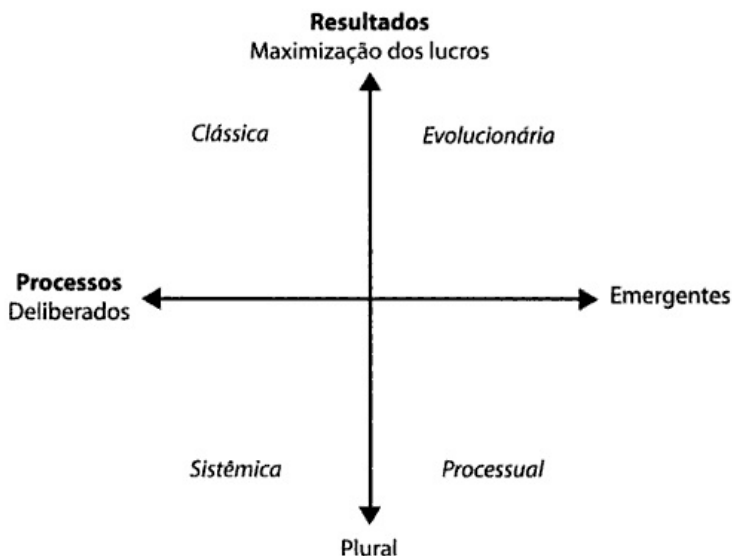 Resultados
Maximização dos lucros
Clássica
Evolucionária
Processos
Deliberados
Emergentes
Sistêmica
Processual
Plural